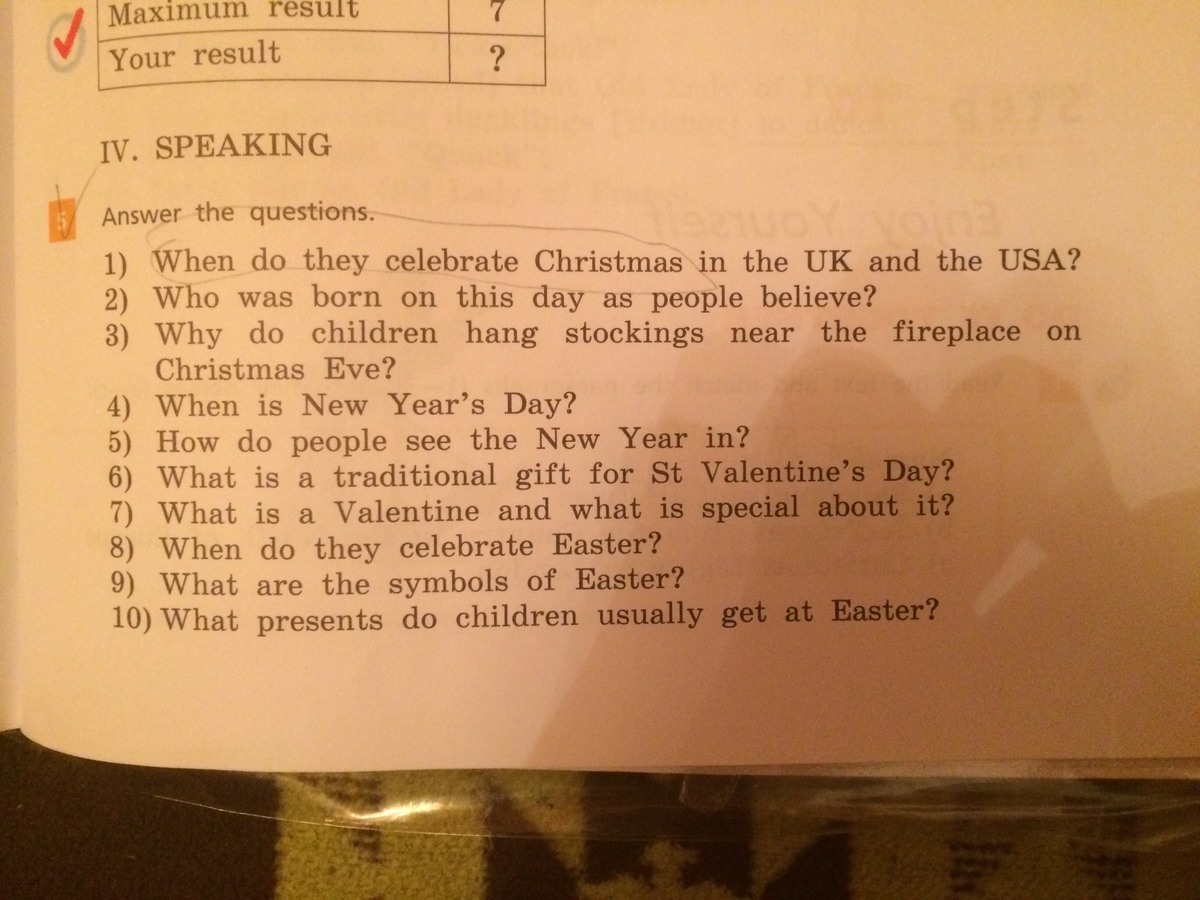 Maximum result 7
Your result ?
IV. SPEAKING
5 Answer the questions.
1) When do they celebrate Christmas in the UK and the USA?
2) Who was born on this day as people believe?
3) Why do children hang stockings near the fireplace on
Christmas Eve?
4) When is New Year's Day?
5) How do people see the New Year in?
6) What is a traditional gift for St Valentine's Day?
7) What is a Valentine and what is special about it?
8) When do they celebrate Easter?
9) What are the symbols of Easter?
10) What presents do children usually get at Easter?